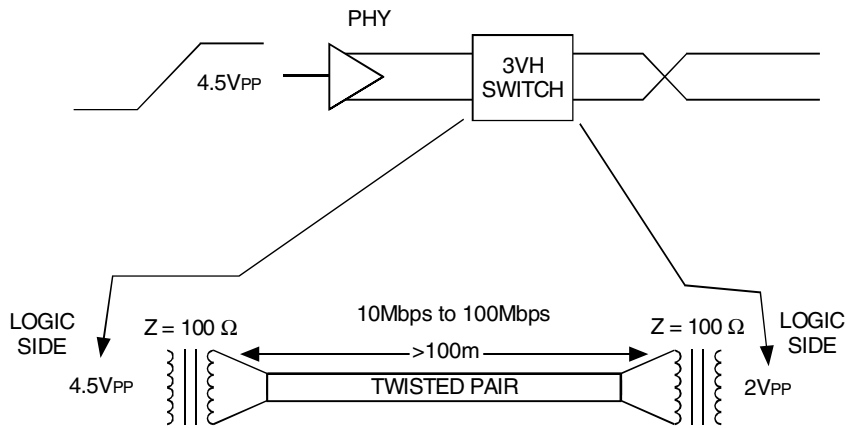 PHY
4.5VPP
3VH
SWITCH
10Mbps to 100Mbps
LOGIC
SIDE
Z = 100 Ω
Z = 100 Ω
LOGIC
SIDE
>100m
4.5VPP
TWISTED PAIR
2VPP